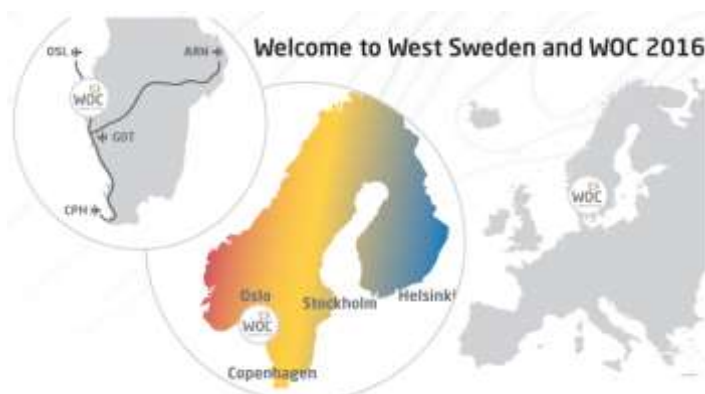 Welcome to West Sweden and WOC 2016
OSL
ARN
WOC
GOT
CPH
WOC
Oslo
Stockholm
Helsinki
WOC
Copenhagen